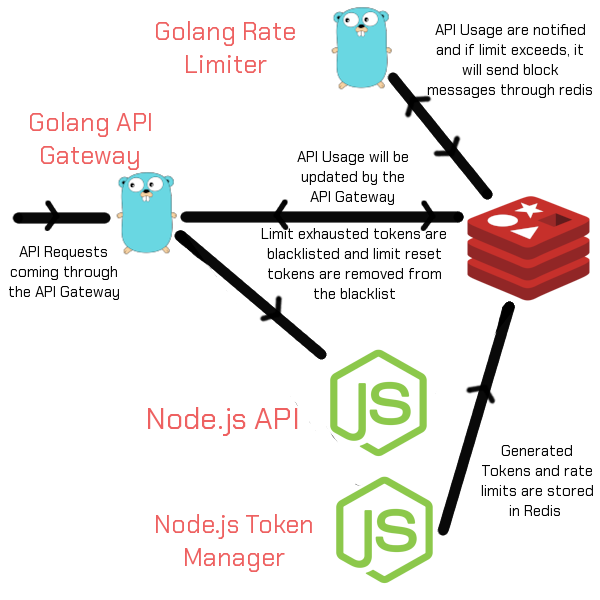 Golang Rate
Limiter
API Usage are notified
and if limit exceeds, it
will send block
messages through redis
Golang API
Gateway
API Usage will be
updated by the
API Gateway
API Requests
coming through
the API Gateway
Limit exhausted tokens are
blacklisted and limit reset
tokens are removed from
the blacklist
JS
Node.js API
Generated
Tokens and rate
limits are stored
in Redis
JS
Node.js Token
Manager